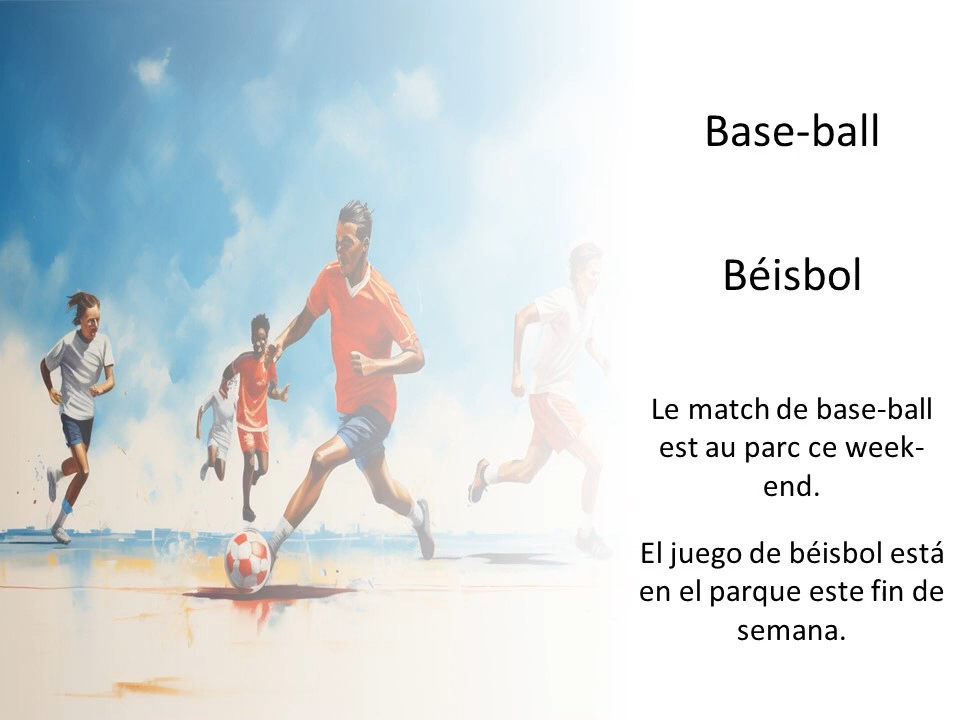 Base-ball
Béisbol
Le match de base-ball
est au parc ce week-
end.
El juego de béisbol está
en el parque este fin de
semana.